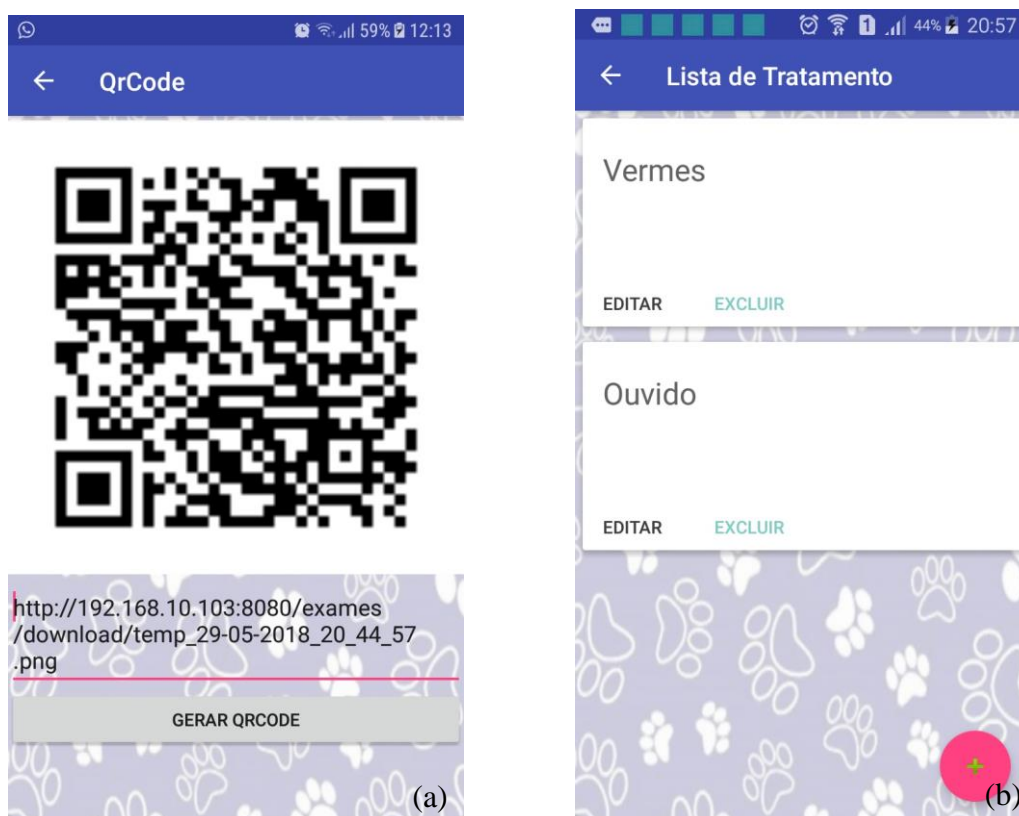 59% 12:13
QrCode
http://192.168.10.103:8080/exames
/download/temp_29-05-2018_20_44_57
.png
GERAR QRCODE
(a)
1 44% 20:57
Lista de Tratamento
Vermes
EDITAR EXCLUIR
Ouvido
EDITAR EXCLUIR
+
(b)